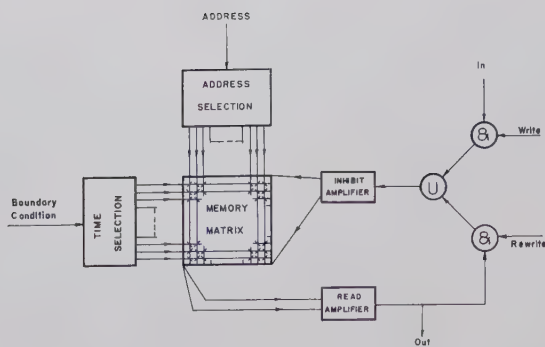 ADDRESS
ADDRESS
SELECTION
In
&
Write
Boundary
Condition
TIME
SELECTION
MEMORY
MATRIX
INHIBIT
AMPLIFIER
U
&
Rewrite
READ
AMPLIFIER
Out